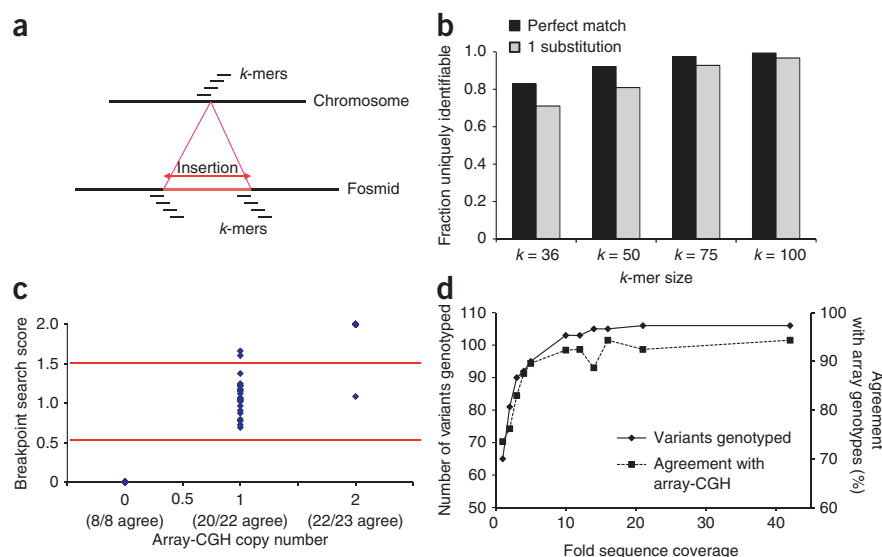 a
k-mers
Chromosome
Insertion
Fosmid
k-mers
b
Perfect match
1 substitution
Fraction uniquely identifiable
1.0
0.8
0.6
0.4
0.2
0
k = 36
k = 50
k = 75
k = 100
k-mer size
c
Breakpoint search score
2.0
1.5
1.0
0.5
0
0
0.5
1
2
(8/8 agree)
(20/22 agree)
(22/23 agree)
Array-CGH copy number
d
Number of variants genotyped
110
100
90
80
70
60
50
100
90
80
70
60
Agreement
with array genotypes (%)
Variants genotyped
Agreement with
array-CGH
0
10
20
30
40
50
Fold sequence coverage